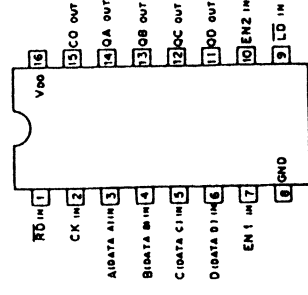 16 15 14 13 12 11 10 9
VDD CO OUT QA OUT QB OUT QC OUT QD OUT EN2 IN LD IN
RD IN CK IN A(DATA A) IN B(DATA B) IN C(DATA C) IN D(DATA D) IN EN 1 IN GND
1 2 3 4 5 6 7 8